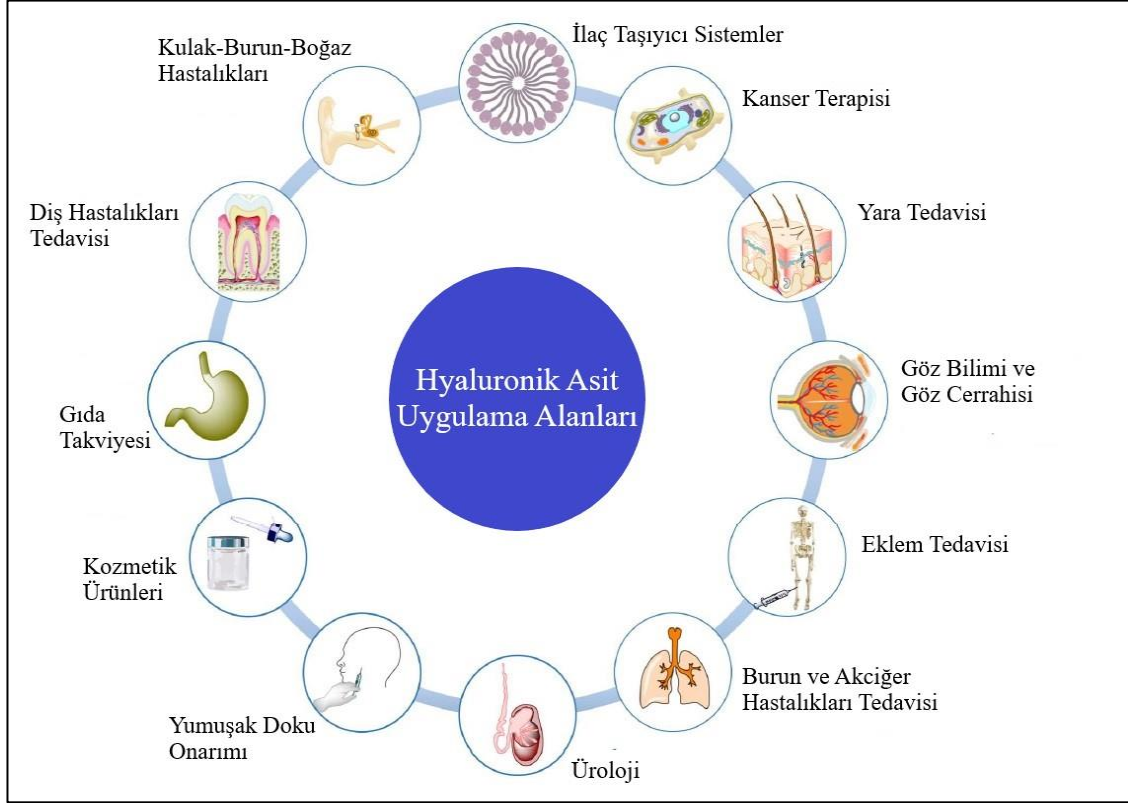 İlaç Taşıyıcı Sistemler
Kulak-Burun-Boğaz
Hastalıkları
Kanser Terapisi
Diş Hastalıkları
Tedavisi
Yara Tedavisi
Hyaluronik Asit
Uygulama Alanları
Göz Bilimi ve
Göz Cerrahisi
Gıda
Takviyesi
Eklem Tedavisi
Kozmetik
Ürünleri
Burun ve Akciğer
Hastalıkları Tedavisi
Yumuşak Doku
Onarımı
Üroloji